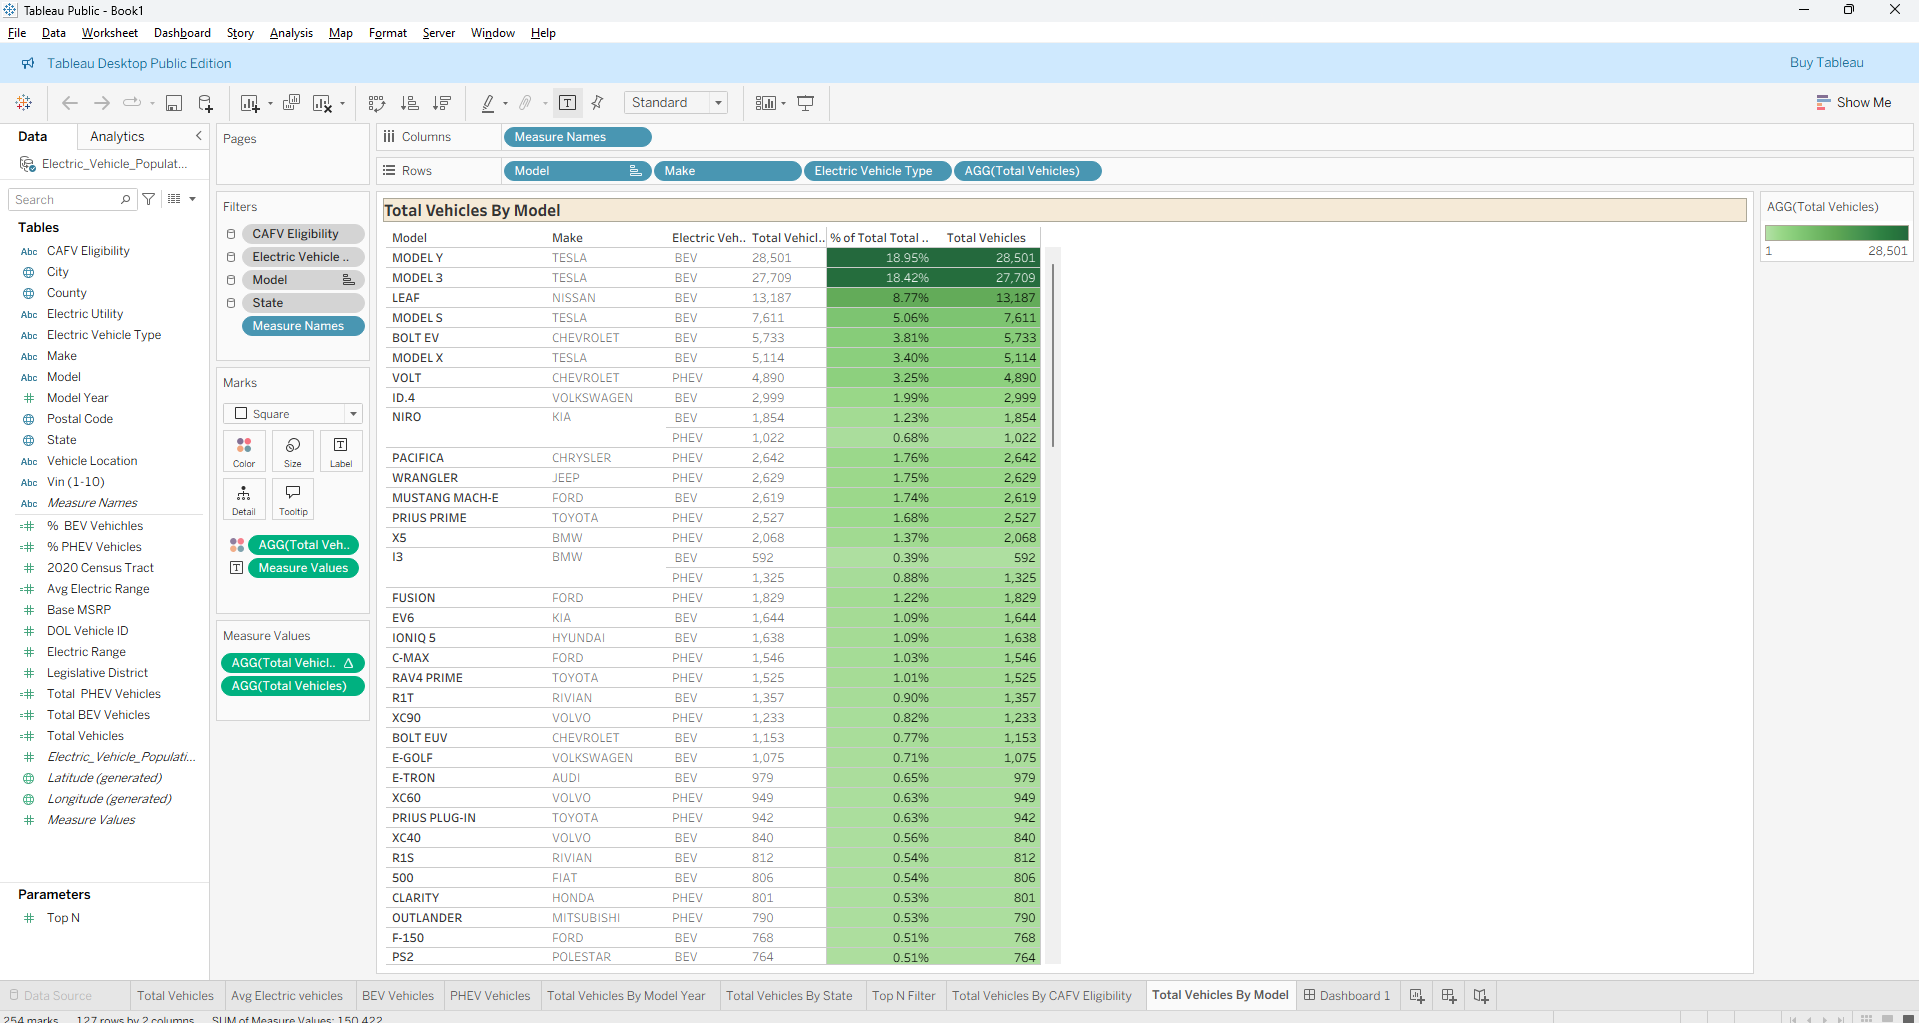 Tableau Public - Book1
File Data Worksheet Dashboard Story Analysis Map Format Server Window Help
Tableau Desktop Public Edition Buy Tableau
Standard Show Me
Data Analytics
Electric_Vehicle_Populat...
Search
Tables
Abc CAFV Eligibility
City
County
Abc Electric Utility
Abc Electric Vehicle Type
Abc Make
Abc Model
# Model Year
Postal Code
State
Abc Vehicle Location
Abc Vin (1-10)
Abc Measure Names
=# % BEV Vehichles
=# % PHEV Vehicles
# 2020 Census Tract
=# Avg Electric Range
# Base MSRP
# DOL Vehicle ID
# Electric Range
# Legislative District
=# Total PHEV Vehicles
=# Total BEV Vehicles
=# Total Vehicles
# Electric_Vehicle_Populati...
Latitude (generated)
Longitude (generated)
# Measure Values
Parameters
# Top N
Pages
Filters
CAFV Eligibility
Electric Vehicle ..
Model
State
Measure Names
Marks
Square
Color Size Label
Detail Tooltip
AGG(Total Veh..
Measure Values
Measure Values
AGG(Total Vehicl.. Δ
AGG(Total Vehicles)
Columns Measure Names
Rows Model Make Electric Vehicle Type AGG(Total Vehicles)
Total Vehicles By Model
Model Make Electric Veh.. Total Vehicl.. % of Total Total .. Total Vehicles
MODEL Y TESLA BEV 28,501 18.95% 28,501
MODEL 3 TESLA BEV 27,709 18.42% 27,709
LEAF NISSAN BEV 13,187 8.77% 13,187
MODEL S TESLA BEV 7,611 5.06% 7,611
BOLT EV CHEVROLET BEV 5,733 3.81% 5,733
MODEL X TESLA BEV 5,114 3.40% 5,114
VOLT CHEVROLET PHEV 4,890 3.25% 4,890
ID.4 VOLKSWAGEN BEV 2,999 1.99% 2,999
NIRO KIA BEV 1,854 1.23% 1,854
PHEV 1,022 0.68% 1,022
PACIFICA CHRYSLER PHEV 2,642 1.76% 2,642
WRANGLER JEEP PHEV 2,629 1.75% 2,629
MUSTANG MACH-E FORD BEV 2,619 1.74% 2,619
PRIUS PRIME TOYOTA PHEV 2,527 1.68% 2,527
X5 BMW PHEV 2,068 1.37% 2,068
I3 BMW BEV 592 0.39% 592
PHEV 1,325 0.88% 1,325
FUSION FORD PHEV 1,829 1.22% 1,829
EV6 KIA BEV 1,644 1.09% 1,644
IONIQ 5 HYUNDAI BEV 1,638 1.09% 1,638
C-MAX FORD PHEV 1,546 1.03% 1,546
RAV4 PRIME TOYOTA PHEV 1,525 1.01% 1,525
R1T RIVIAN BEV 1,357 0.90% 1,357
XC90 VOLVO PHEV 1,233 0.82% 1,233
BOLT EUV CHEVROLET BEV 1,153 0.77% 1,153
E-GOLF VOLKSWAGEN BEV 1,075 0.71% 1,075
E-TRON AUDI BEV 979 0.65% 979
XC60 VOLVO PHEV 949 0.63% 949
PRIUS PLUG-IN TOYOTA PHEV 942 0.63% 942
XC40 VOLVO BEV 840 0.56% 840
R1S RIVIAN BEV 812 0.54% 812
500 FIAT BEV 806 0.54% 806
CLARITY HONDA PHEV 801 0.53% 801
OUTLANDER MITSUBISHI PHEV 790 0.53% 790
F-150 FORD BEV 768 0.51% 768
PS2 POLESTAR BEV 764 0.51% 764
AGG(Total Vehicles)
1 28,501
Data Source Total Vehicles Avg Electric vehicles BEV Vehicles PHEV Vehicles Total Vehicles By Model Year Total Vehicles By State Top N Filter Total Vehicles By CAFV Eligibility Total Vehicles By Model Dashboard 1
254 marks 127 rows by 2 columns SUM of Measure Values: 150,422